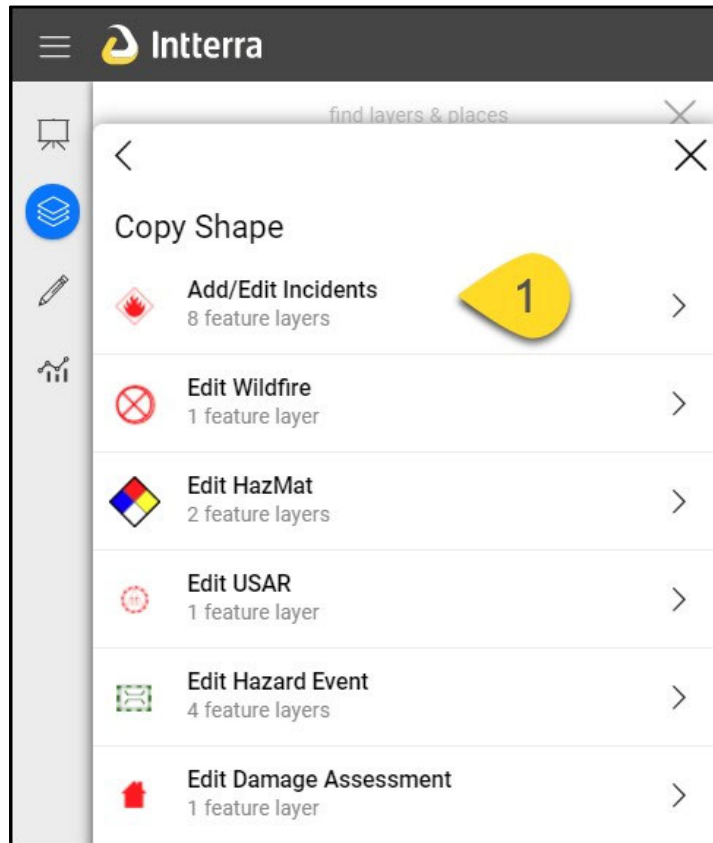 Intterra
find layers & places
Copy Shape
Add/Edit Incidents
8 feature layers
1
Edit Wildfire
1 feature layer
Edit HazMat
2 feature layers
Edit USAR
1 feature layer
Edit Hazard Event
4 feature layers
Edit Damage Assessment
1 feature layer